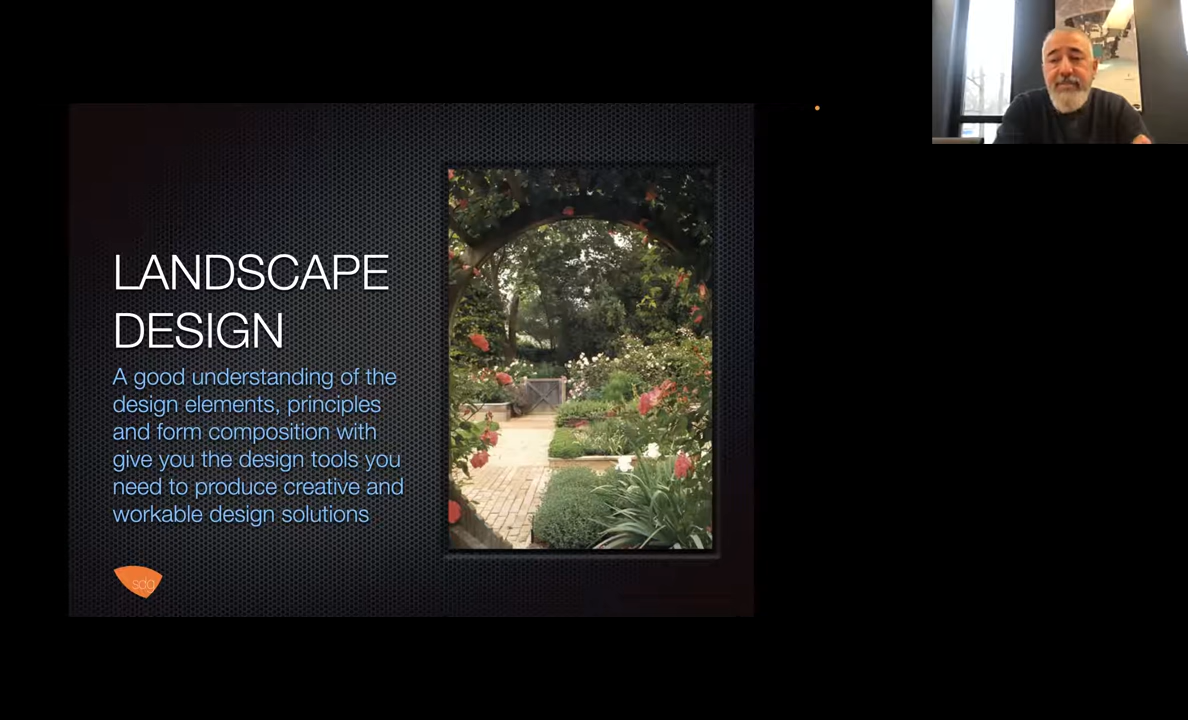 LANDSCAPE
DESIGN
A good understanding of the
design elements, principles
and form composition with
give you the design tools you
need to produce creative and
workable design solutions
sdg